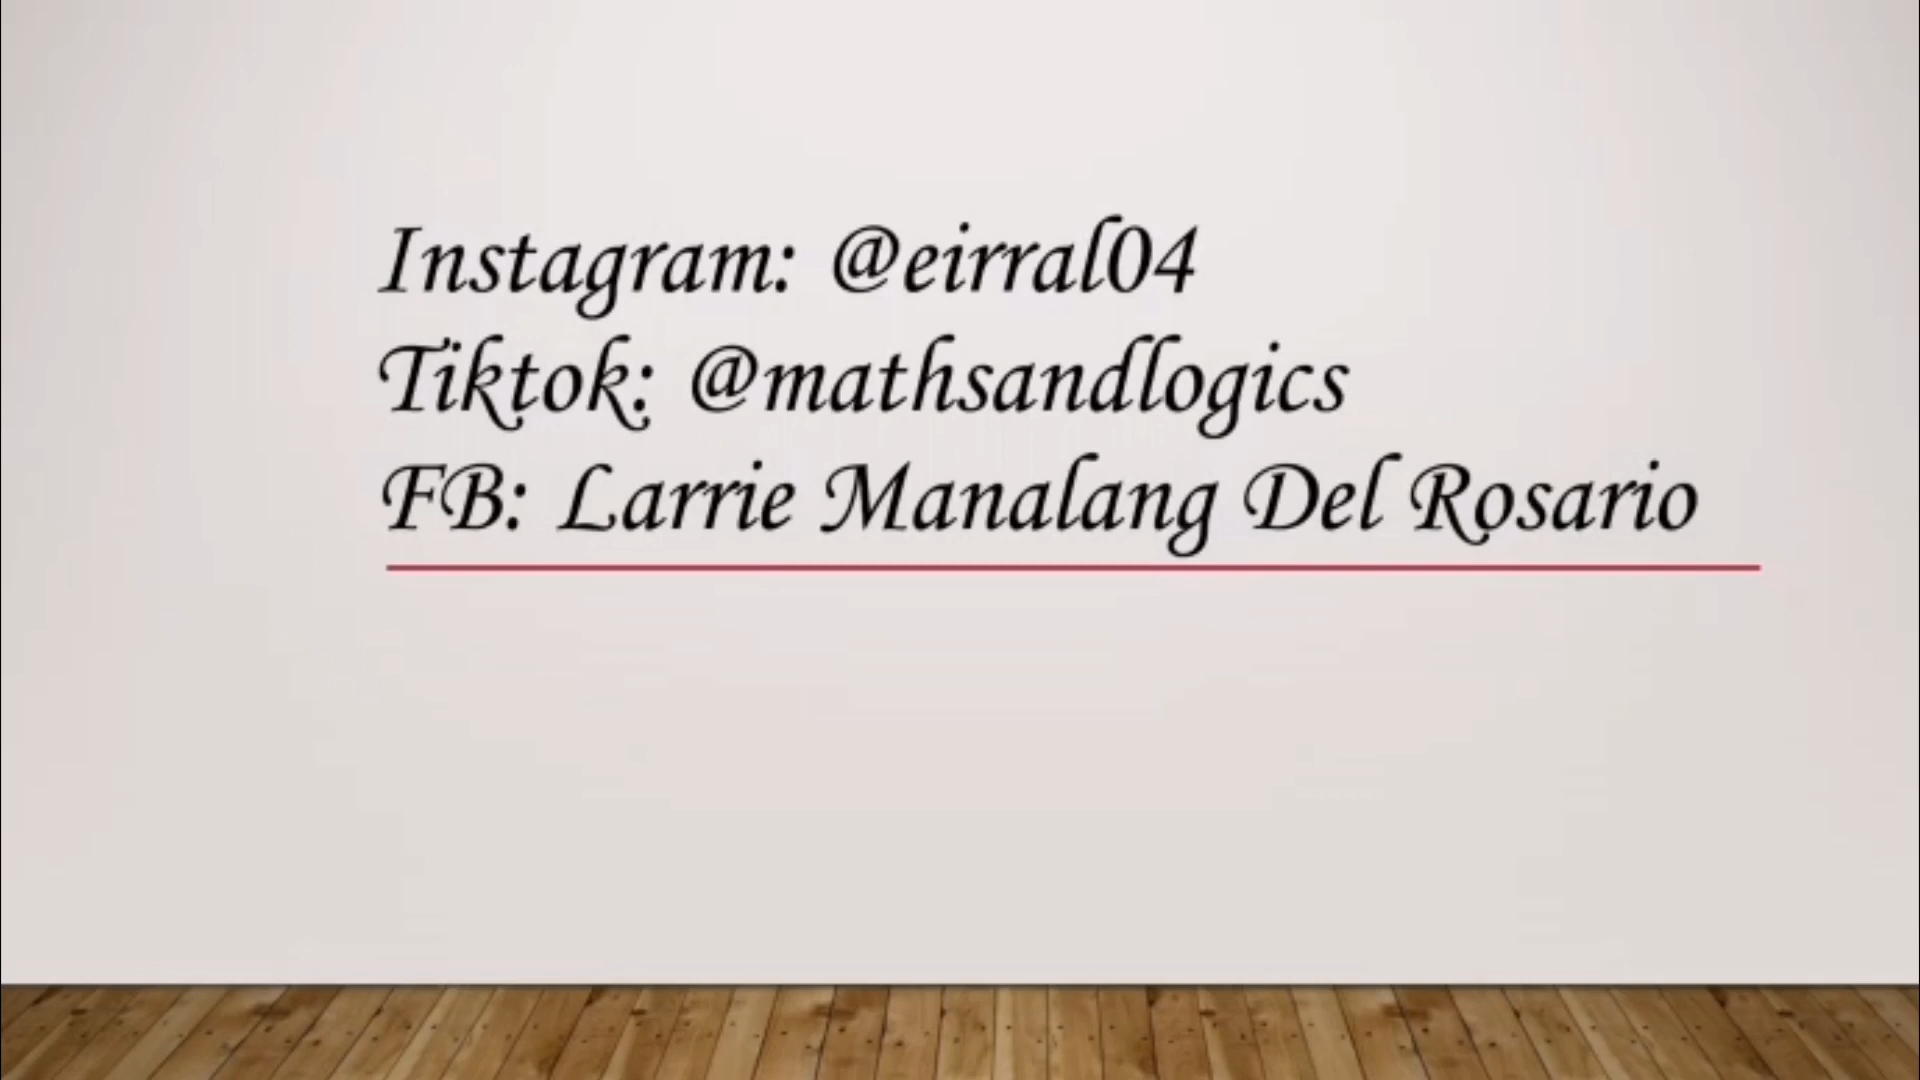 Instagram: @eirral04
Tiktok: @mathsandlogics
FB: Larrie Manalang Del Rosario